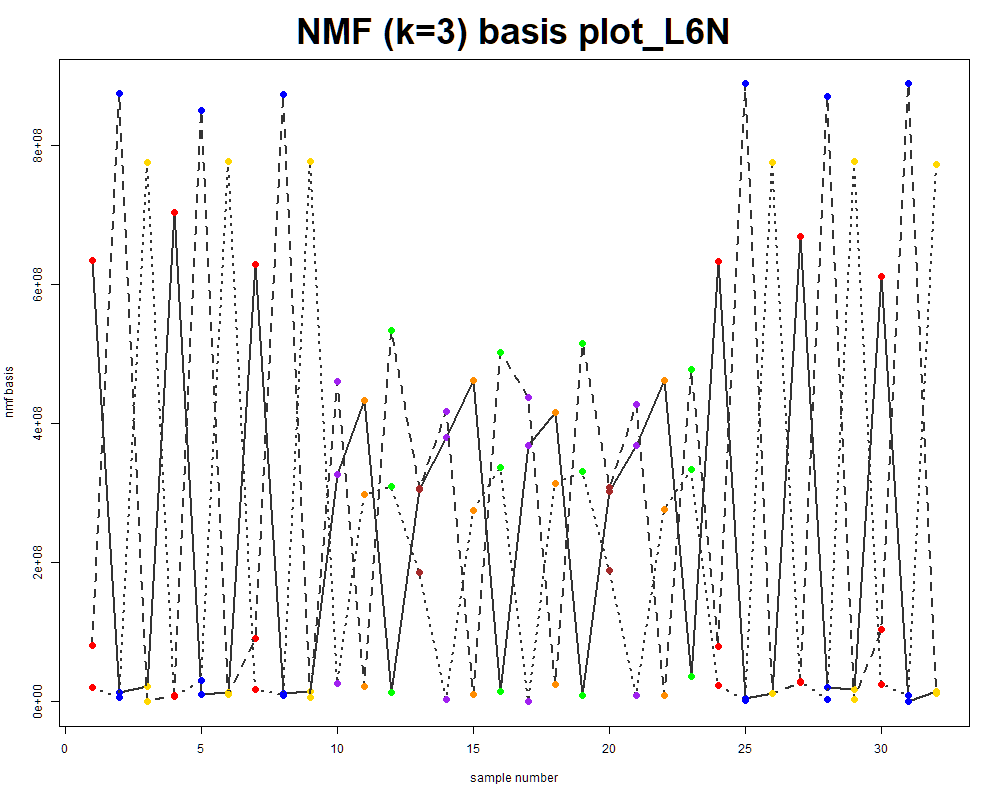 NMF (k=3) basis plot_L6N
nmf basis
8e+08
6e+08
4e+08
2e+08
0e+00
0 5 10 15 20 25 30
sample number